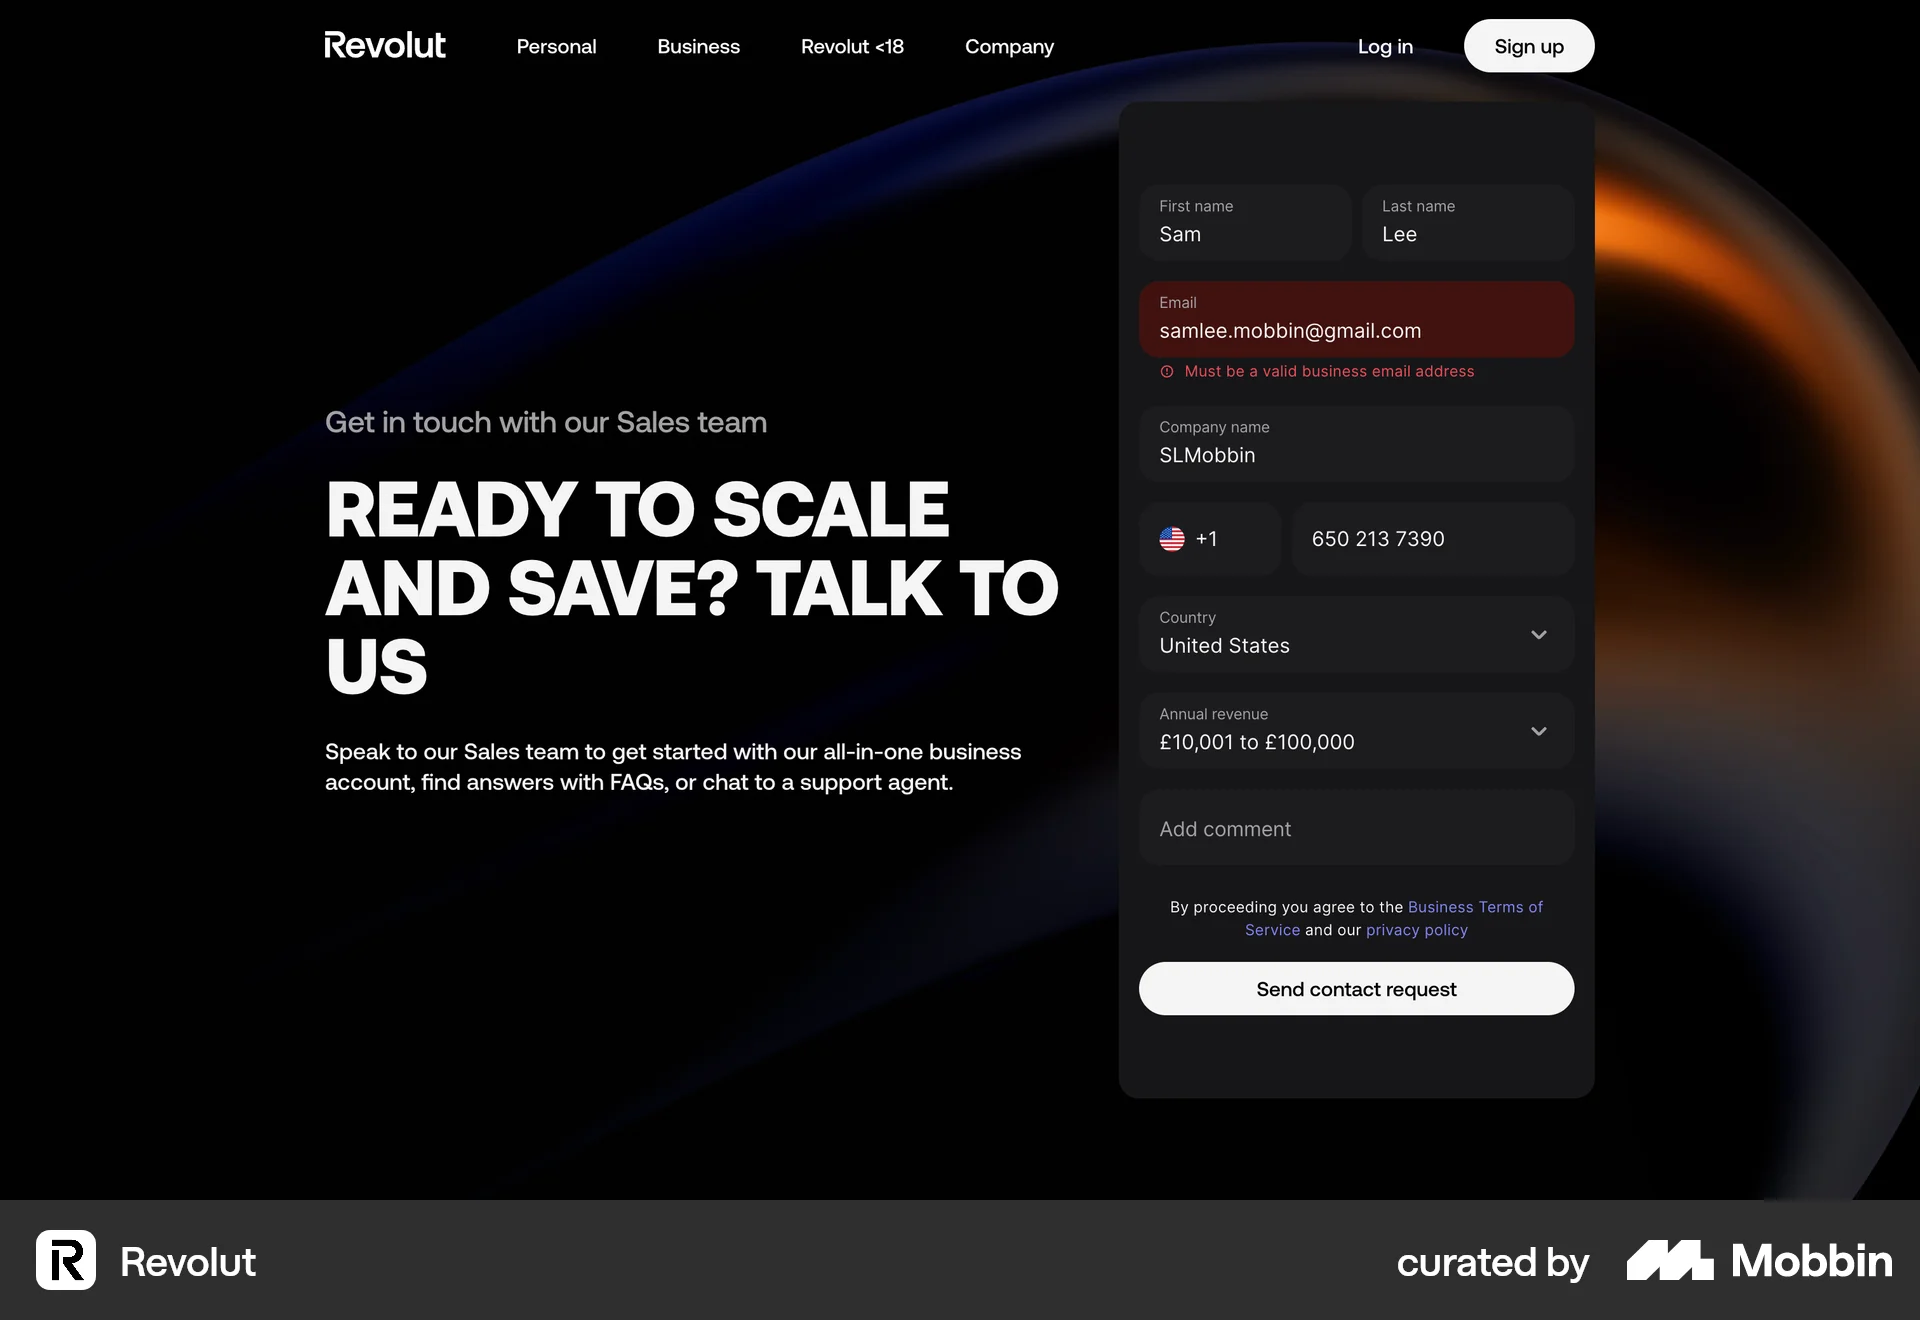 Revolut
Personal
Business
Revolut <18
Company
Log in
Sign up
Get in touch with our Sales team
READY TO SCALE
AND SAVE? TALK TO
US
Speak to our Sales team to get started with our all-in-one business
account, find answers with FAQs, or chat to a support agent.
First name
Sam
Last name
Lee
Email
samlee.mobbin@gmail.com
Must be a valid business email address
Company name
SLMobbin
+1
650 213 7390
Country
United States
Annual revenue
£10,001 to £100,000
Add comment
By proceeding you agree to the Business Terms of
Service and our privacy policy
Send contact request
R Revolut
curated by Mobbin